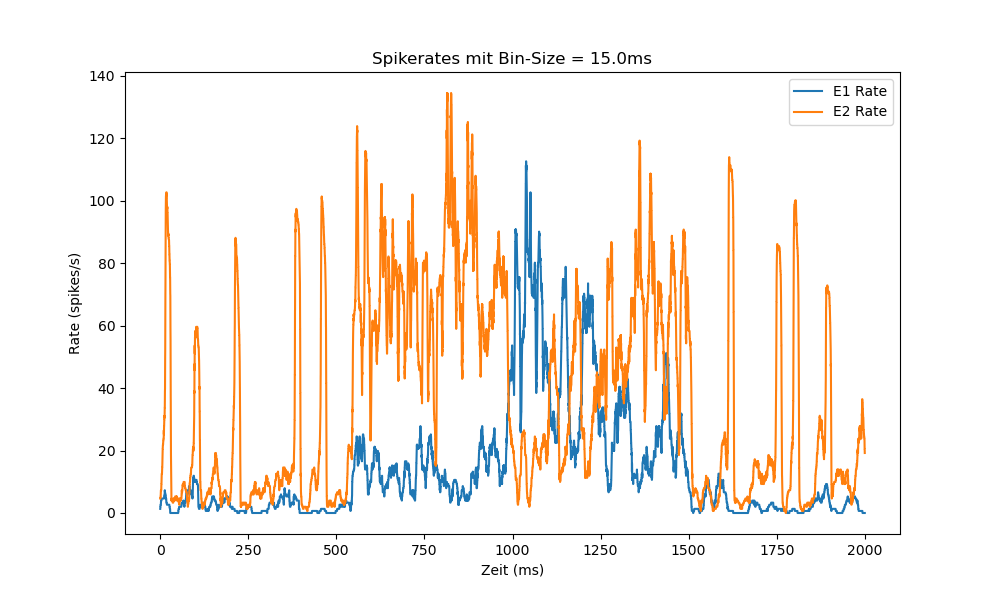 Spikerates mit Bin-Size = 15.0ms
E1 Rate
E2 Rate
140
120
100
80
60
40
20
0
Rate (spikes/s)
0 250 500 750 1000 1250 1500 1750 2000
Zeit (ms)